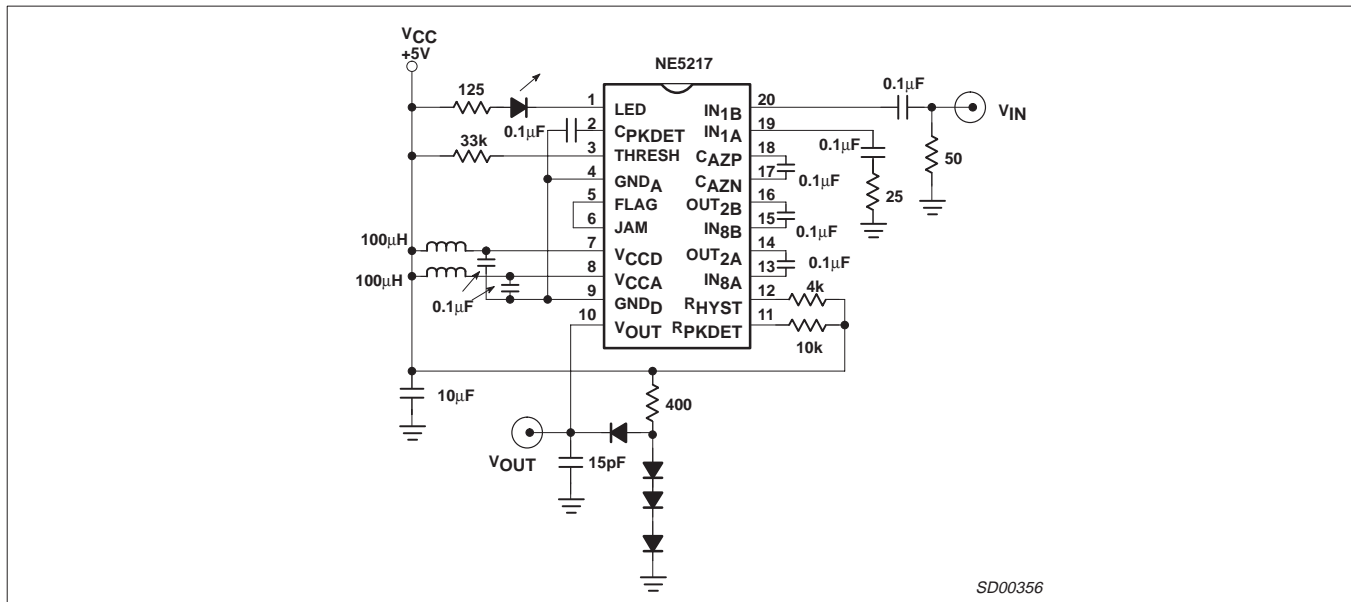 VCC
+5V
NE5217
125
1
LED
0.1μF
2
CPKDET
33k
3
THRESH
4
GNDA
5
FLAG
6
JAM
100μH
7
VCCD
100μH
8
VCCA
0.1μF
9
GNDD
10
VOUT
20
IN1B
0.1μF
VIN
19
IN1A
0.1μF
50
18
CAZP
0.1μF
17
CAZN
25
16
OUT2B
15
IN8B
0.1μF
14
OUT2A
0.1μF
13
IN8A
12
RHYST
4k
11
RPKDET
10k
10μF
400
VOUT
15pF
SD00356